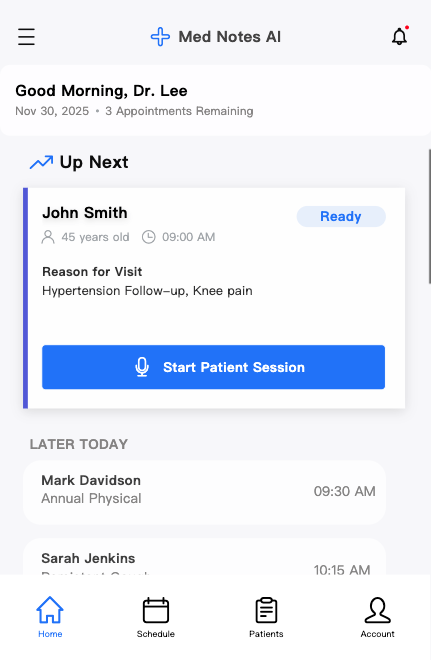 Med Notes AI
Good Morning, Dr. Lee
Nov 30, 2025 • 3 Appointments Remaining
Up Next
John Smith
Ready
45 years old 09:00 AM
Reason for Visit
Hypertension Follow-up, Knee pain
Start Patient Session
LATER TODAY
Mark Davidson
Annual Physical
09:30 AM
Sarah Jenkins
10:15 AM
Home Schedule Patients Account